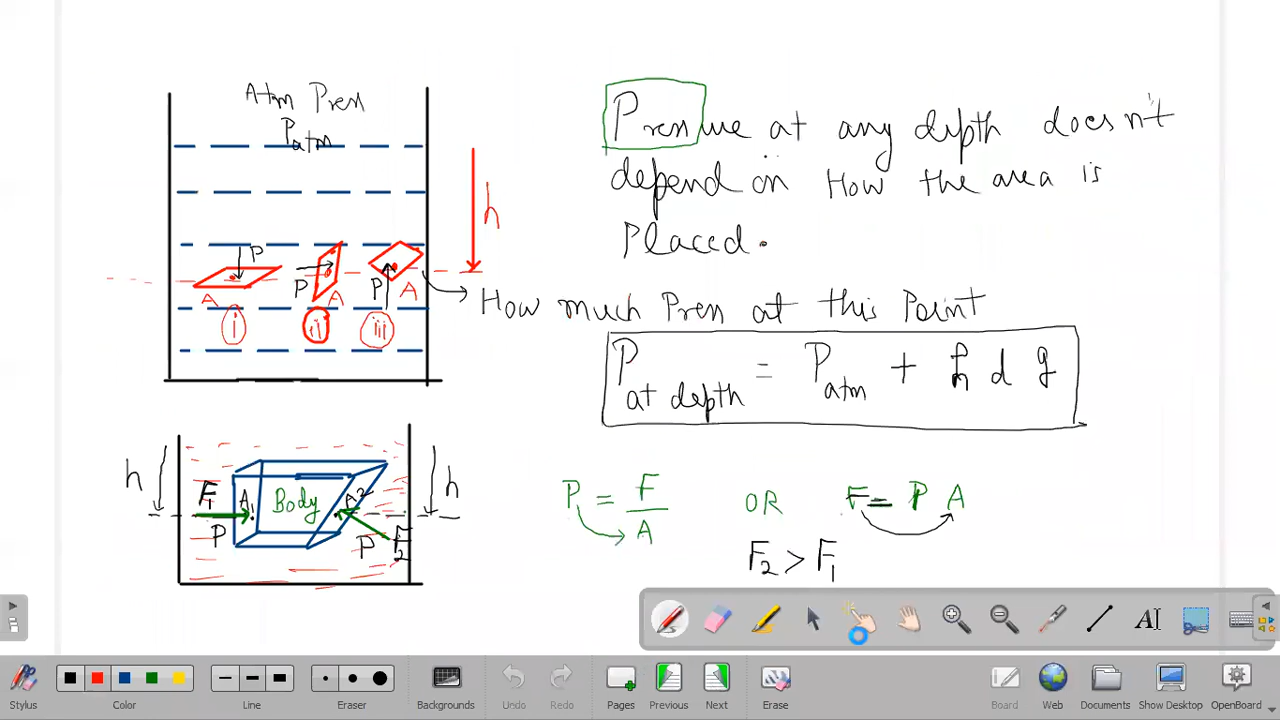 Atm Pres
Patm
Pressure at any depth doesn't
depend on How the area is
Placed.
h
P
P
P
A
A
A
i
ii
iii
How much Pres at this Point
P at depth = Patm + h d g
h
h
F1
A1
Body
A2
P
P
F2
P = F / A OR F = P A
F2 > F1
Stylus
Color
Line
Eraser
Backgrounds
Undo
Redo
Pages
Previous
Next
Erase
Board
Web
Documents
Show Desktop
OpenBoard